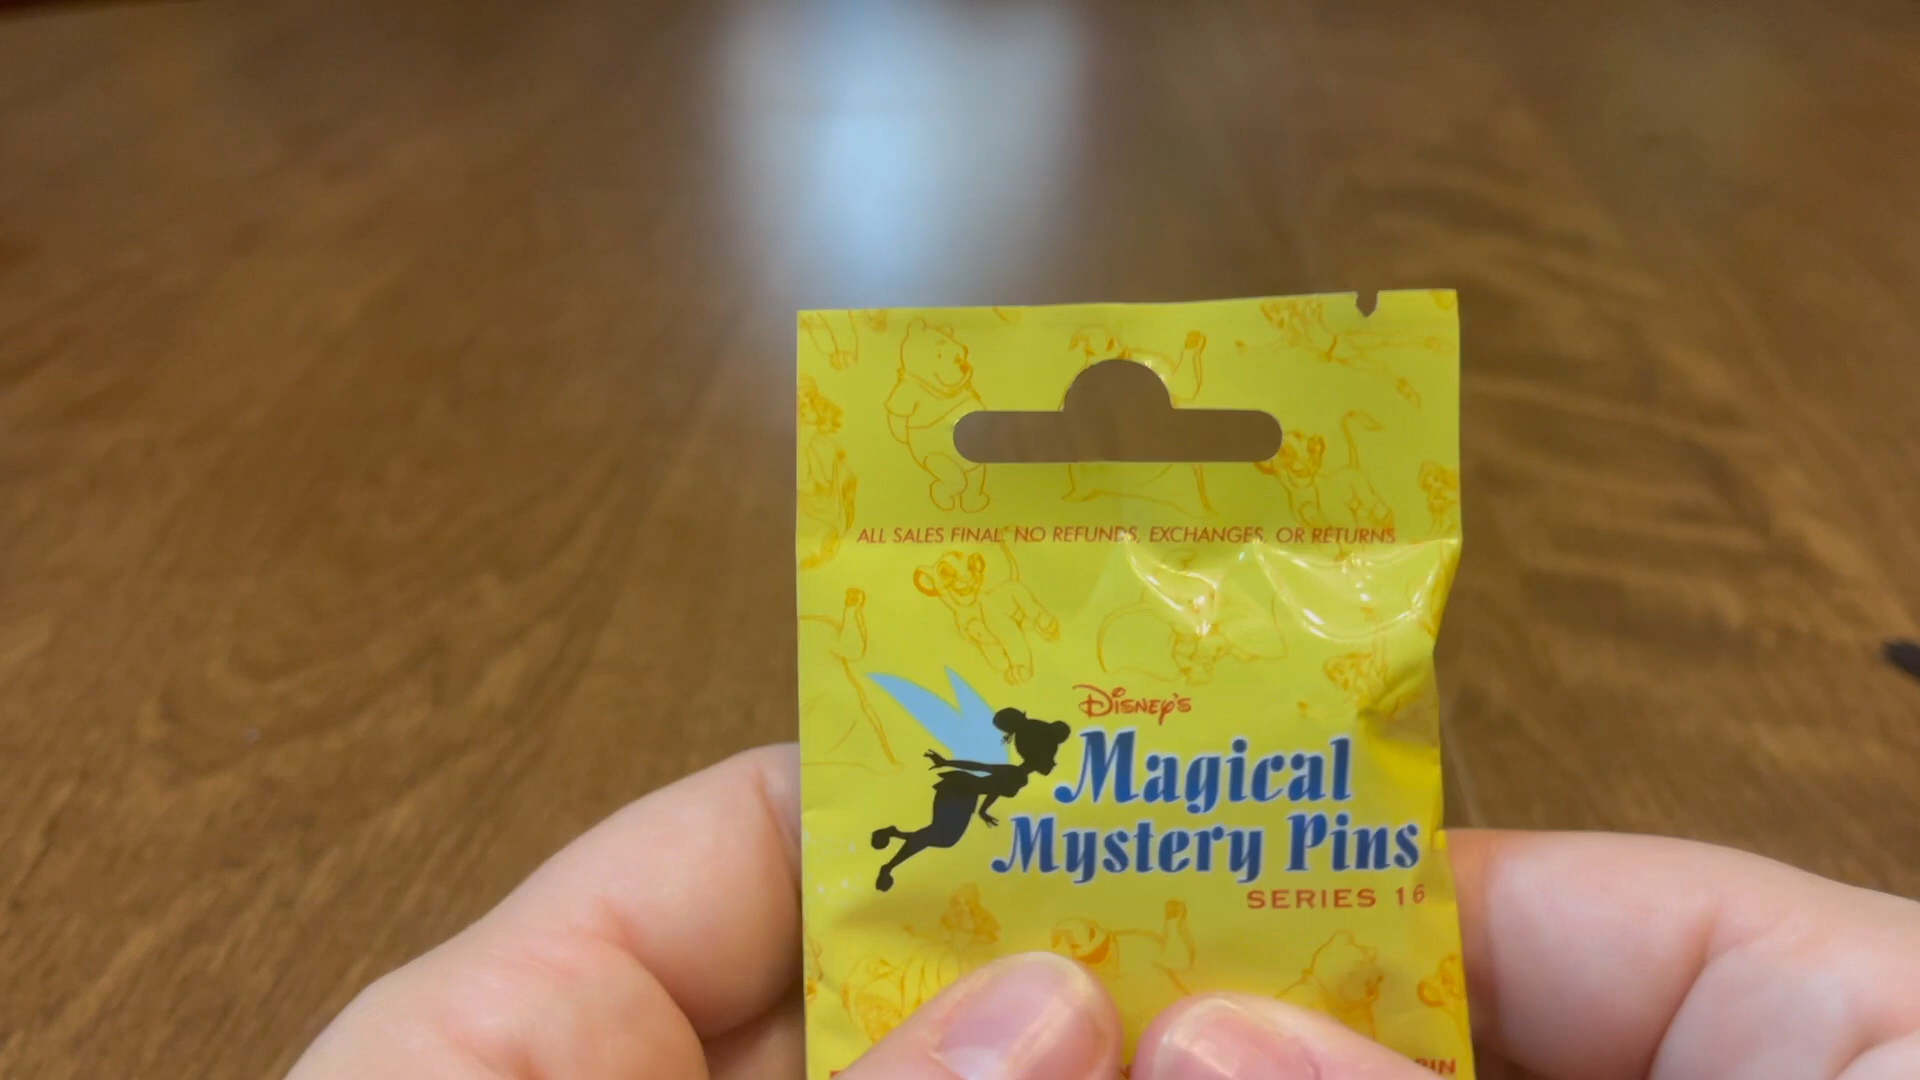 ALL SALES FINAL NO REFUNDS, EXCHANGES, OR RETURNS
Disney's
Magical
Mystery Pins
SERIES 16